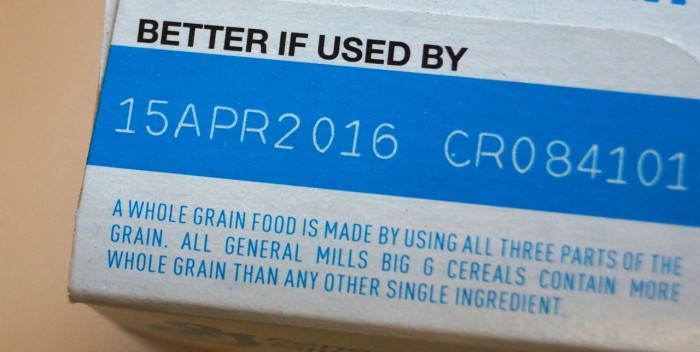 BETTER IF USED BY
15APR2016 CR084101
A WHOLE GRAIN FOOD IS MADE BY USING ALL THREE PARTS OF THE
GRAIN. ALL GENERAL MILLS BIG G CEREALS CONTAIN MORE
WHOLE GRAIN THAN ANY OTHER SINGLE INGREDIENT.